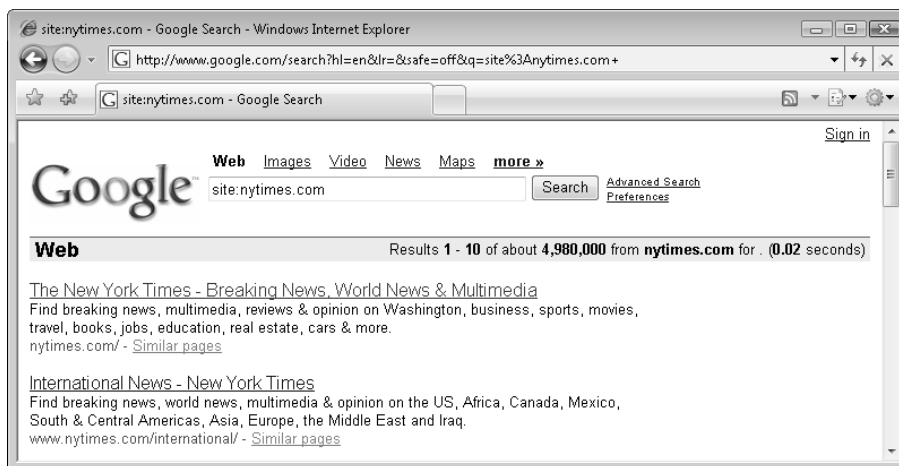 site:nytimes.com - Google Search - Windows Internet Explorer
http://www.google.com/search?hl=en&lr=&safe=off&q=site%3Anytimes.com+
site:nytimes.com - Google Search
Sign in
Web Images Video News Maps more »
Google™
site:nytimes.com Search Advanced Search
Preferences
Web Results 1 - 10 of about 4,980,000 from nytimes.com for . (0.02 seconds)
The New York Times - Breaking News, World News & Multimedia
Find breaking news, multimedia, reviews & opinion on Washington, business, sports, movies,
travel, books, jobs, education, real estate, cars & more.
nytimes.com/ - Similar pages
International News - New York Times
Find breaking news, world news, multimedia & opinion on the US, Africa, Canada, Mexico,
South & Central Americas, Asia, Europe, the Middle East and Iraq.
www.nytimes.com/international/ - Similar pages